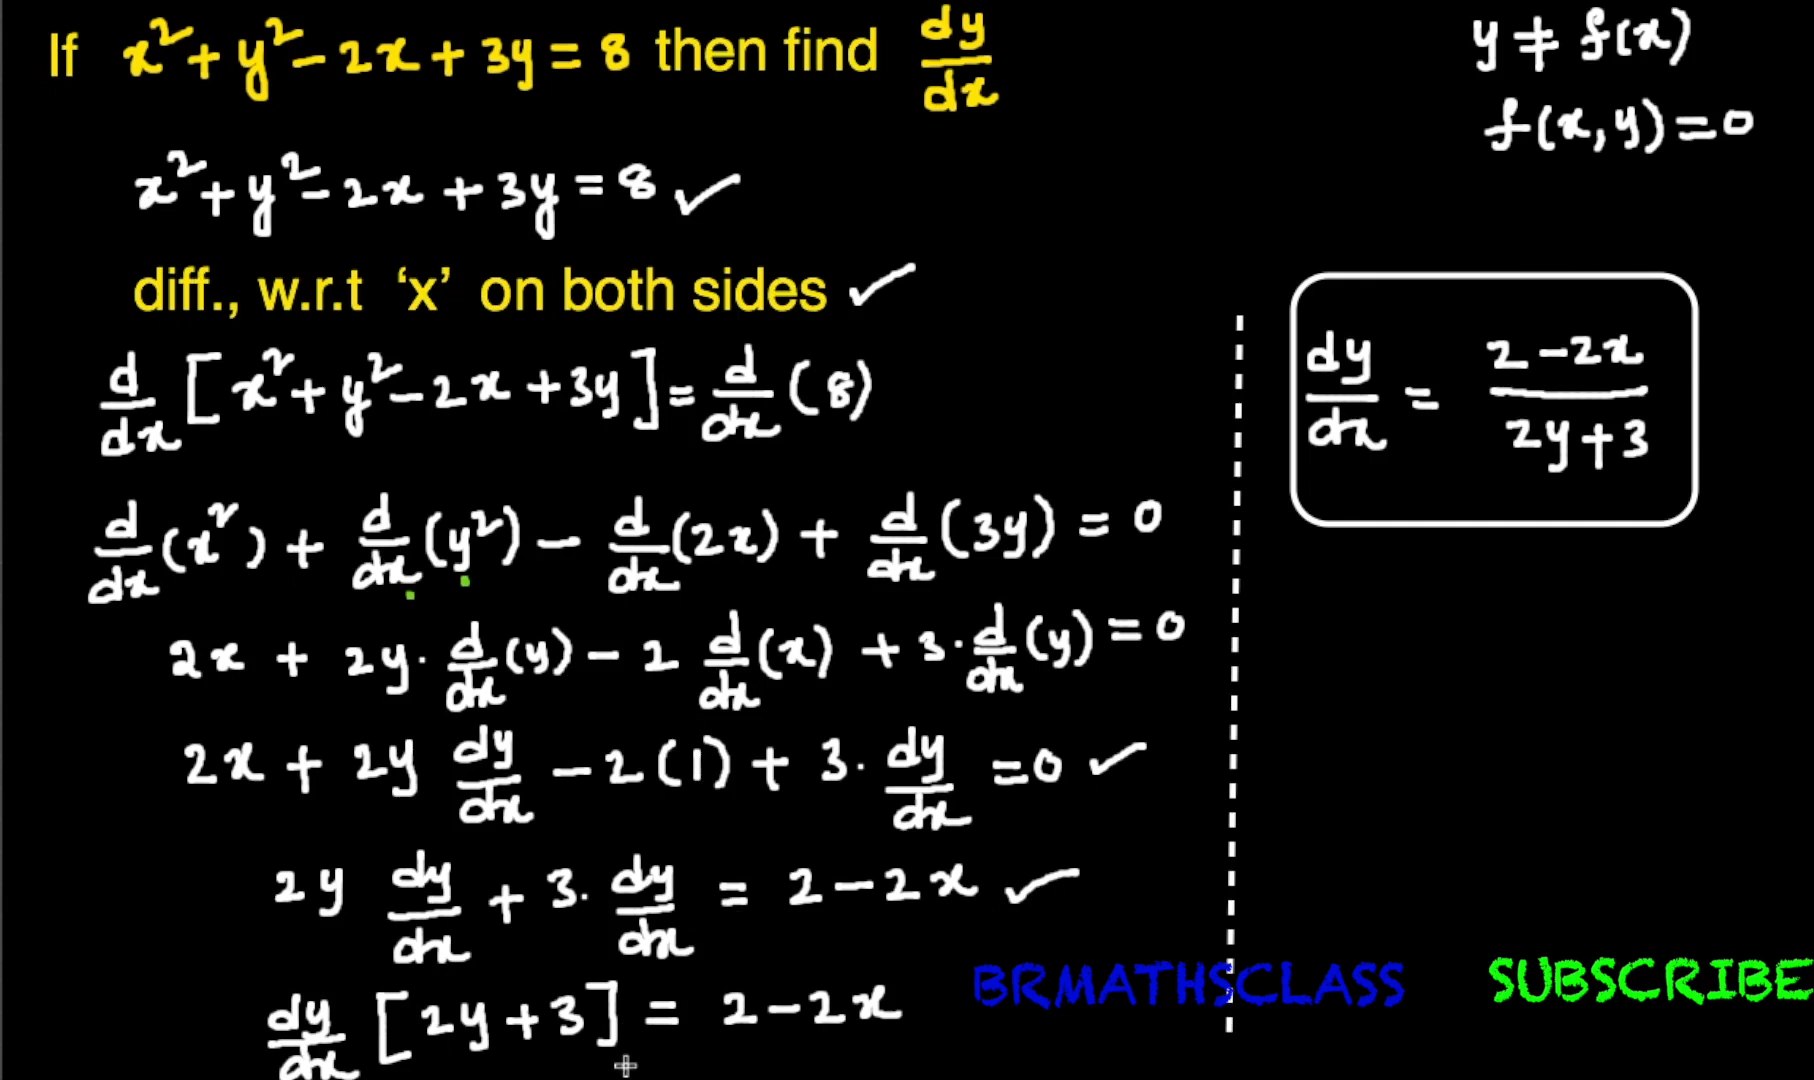 If x² + y² - 2x + 3y = 8 then find dy/dx
y ≠ f(x)
f(x, y) = 0
x² + y² - 2x + 3y = 8 ✓
diff., w.r.t ‘x’ on both sides ✓
d/dx [x² + y² - 2x + 3y] = d/dx (8)
d/dx (x²) + d/dx (y²) - d/dx (2x) + d/dx (3y) = 0
2x + 2y · d/dx (y) - 2 d/dx (x) + 3 · d/dx (y) = 0
2x + 2y dy/dx - 2(1) + 3 · dy/dx = 0 ✓
2y dy/dx + 3 · dy/dx = 2 - 2x ✓
dy/dx [2y + 3] = 2 - 2x
dy/dx = (2 - 2x)/(2y + 3)
BRMATHSCLASS
SUBSCRIBE